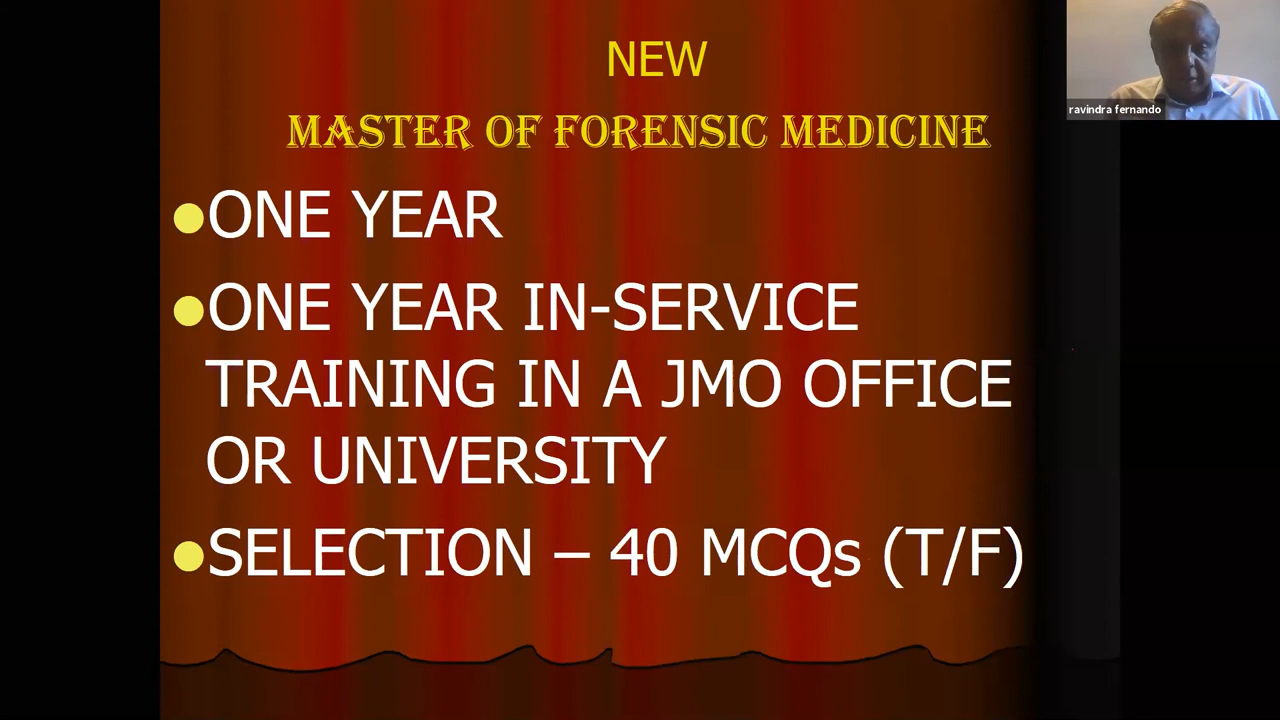 NEW
MASTER OF FORENSIC MEDICINE
●ONE YEAR
●ONE YEAR IN-SERVICE
TRAINING IN A JMO OFFICE
OR UNIVERSITY
●SELECTION – 40 MCQs (T/F)
ravindra fernando